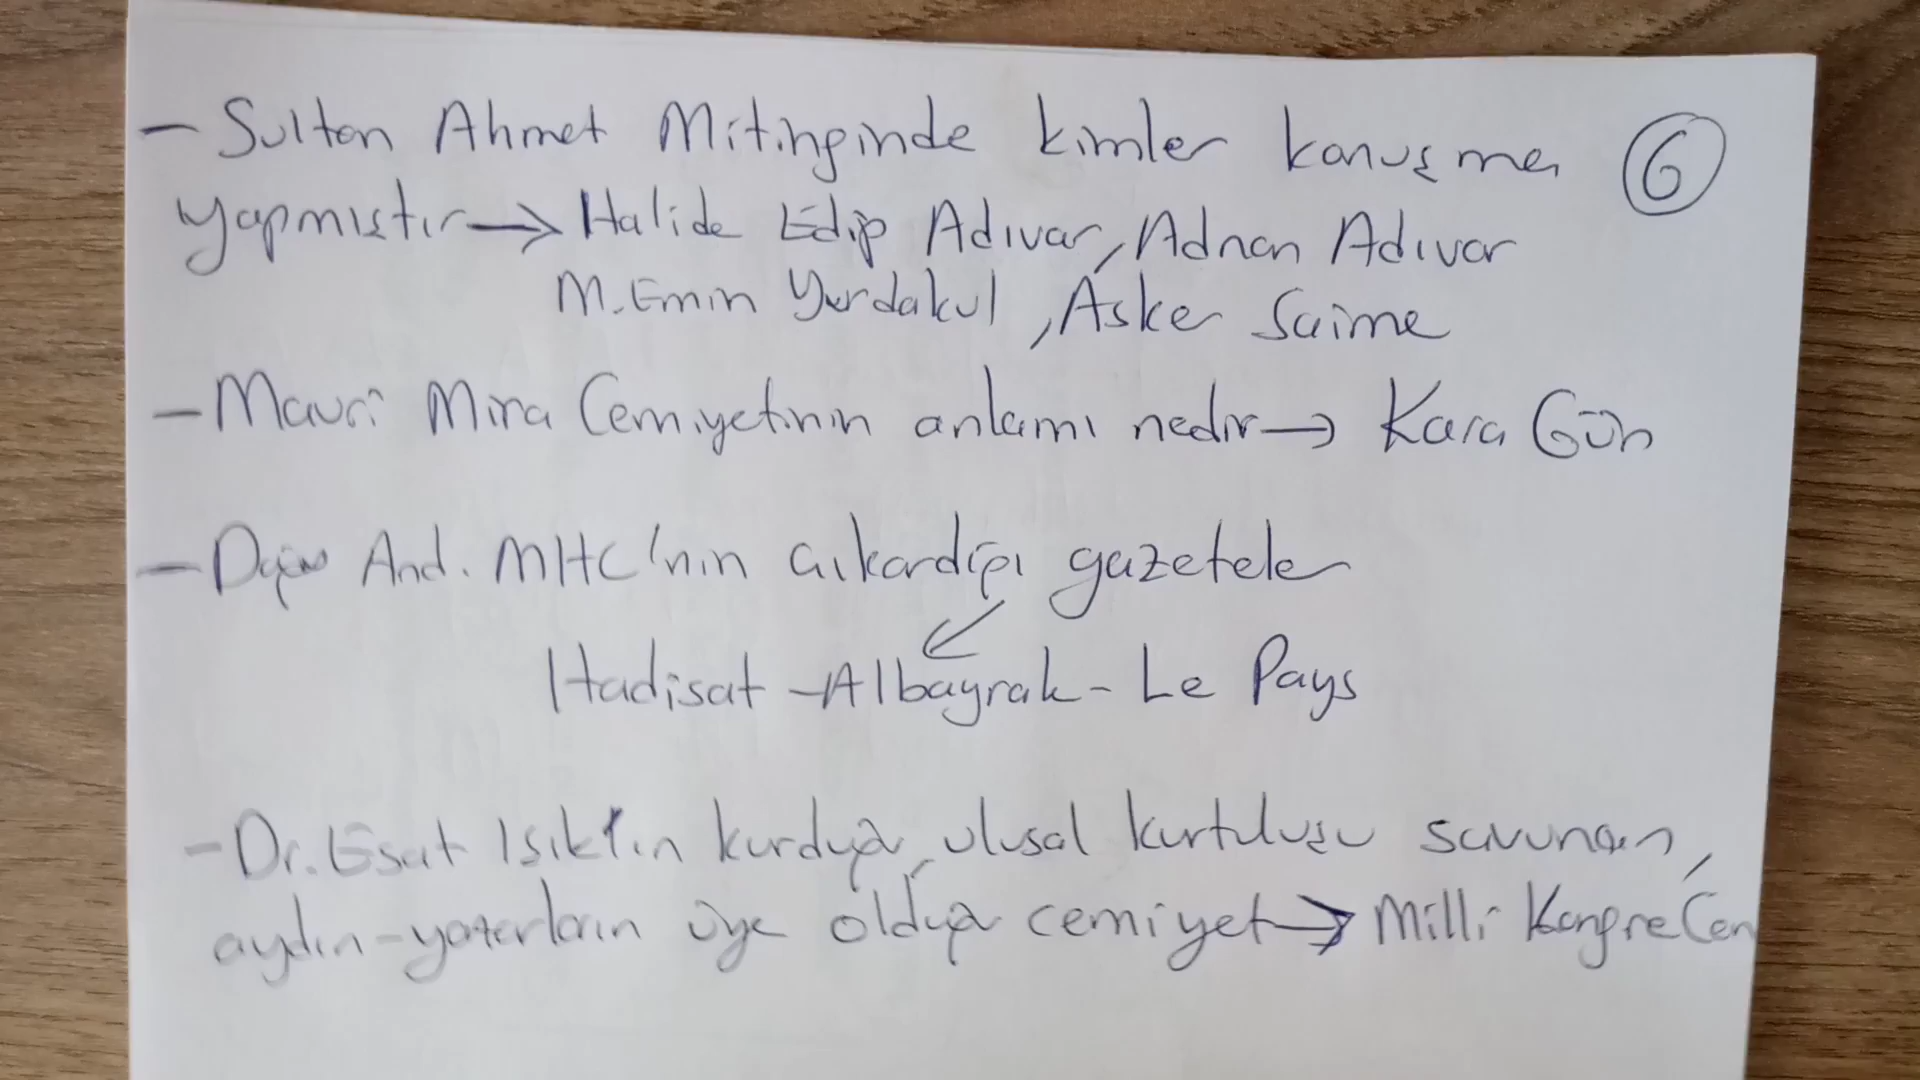 - Sultan Ahmet Mitinginde kimler konuşma 6
yapmıştır → Halide Edip Adıvar, Adnan Adıvar
M. Emin Yurdakul, Asker Saime
- Mavri Mira Cemiyetinin anlamı nedir → Kara Gün
- Doğu And. MHC'nin çıkardığı gazeteler
Hadisat - Albayrak - Le Pays
- Dr. Esat Işık'ın kurduğu, ulusal kurtuluşu savunan,
aydın-yazarların üye olduğu cemiyet → Milli Kongre Cem